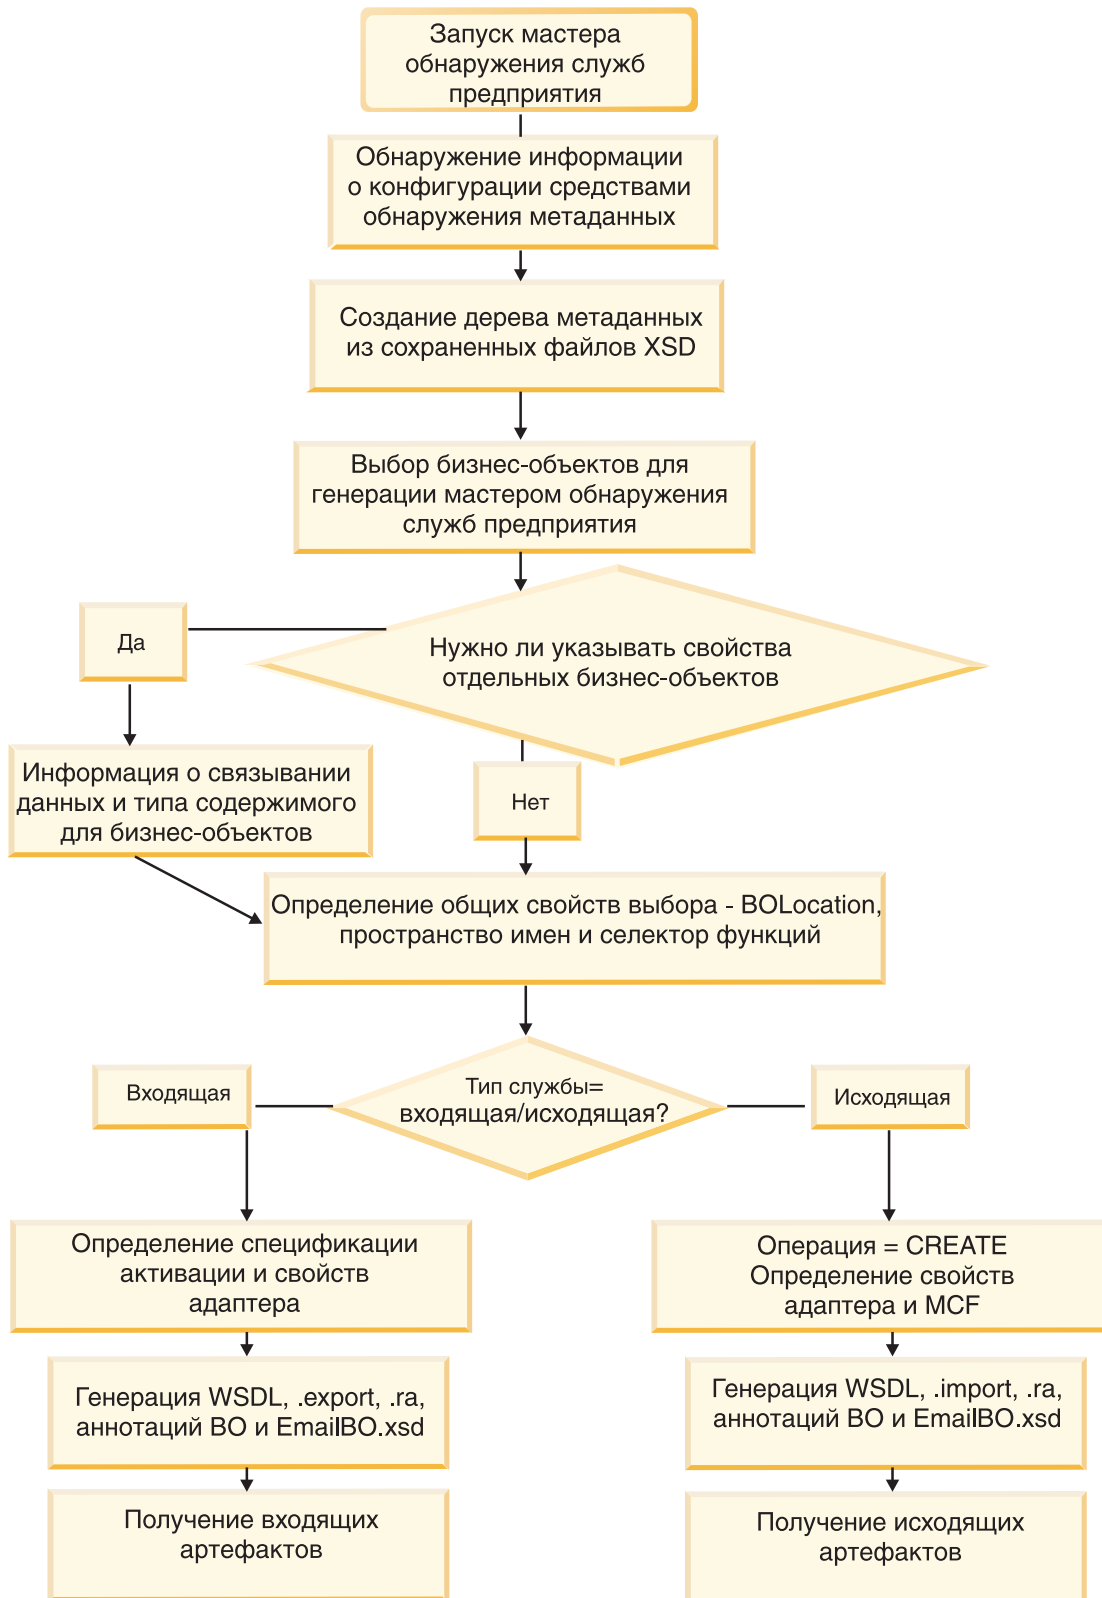 Запуск мастера
обнаружения служб
предприятия
Обнаружение информации
о конфигурации средствами
обнаружения метаданных
Создание дерева метаданных
из сохраненных файлов XSD
Выбор бизнес-объектов для
генерации мастером обнаружения
служб предприятия
Нужно ли указывать свойства
отдельных бизнес-объектов
Да
Информация о связывании
данных и типа содержимого
для бизнес-объектов
Нет
Определение общих свойств выбора - BOLocation,
пространство имен и селектор функций
Тип службы=
входящая/исходящая?
Входящая
Исходящая
Определение спецификации
активации и свойств
адаптера
Операция = CREATE
Определение свойств
адаптера и MCF
Генерация WSDL, .export, .ra,
аннотаций BO и EmailBO.xsd
Генерация WSDL, .import, .ra,
аннотаций BO и EmailBO.xsd
Получение входящих
артефактов
Получение исходящих
артефактов